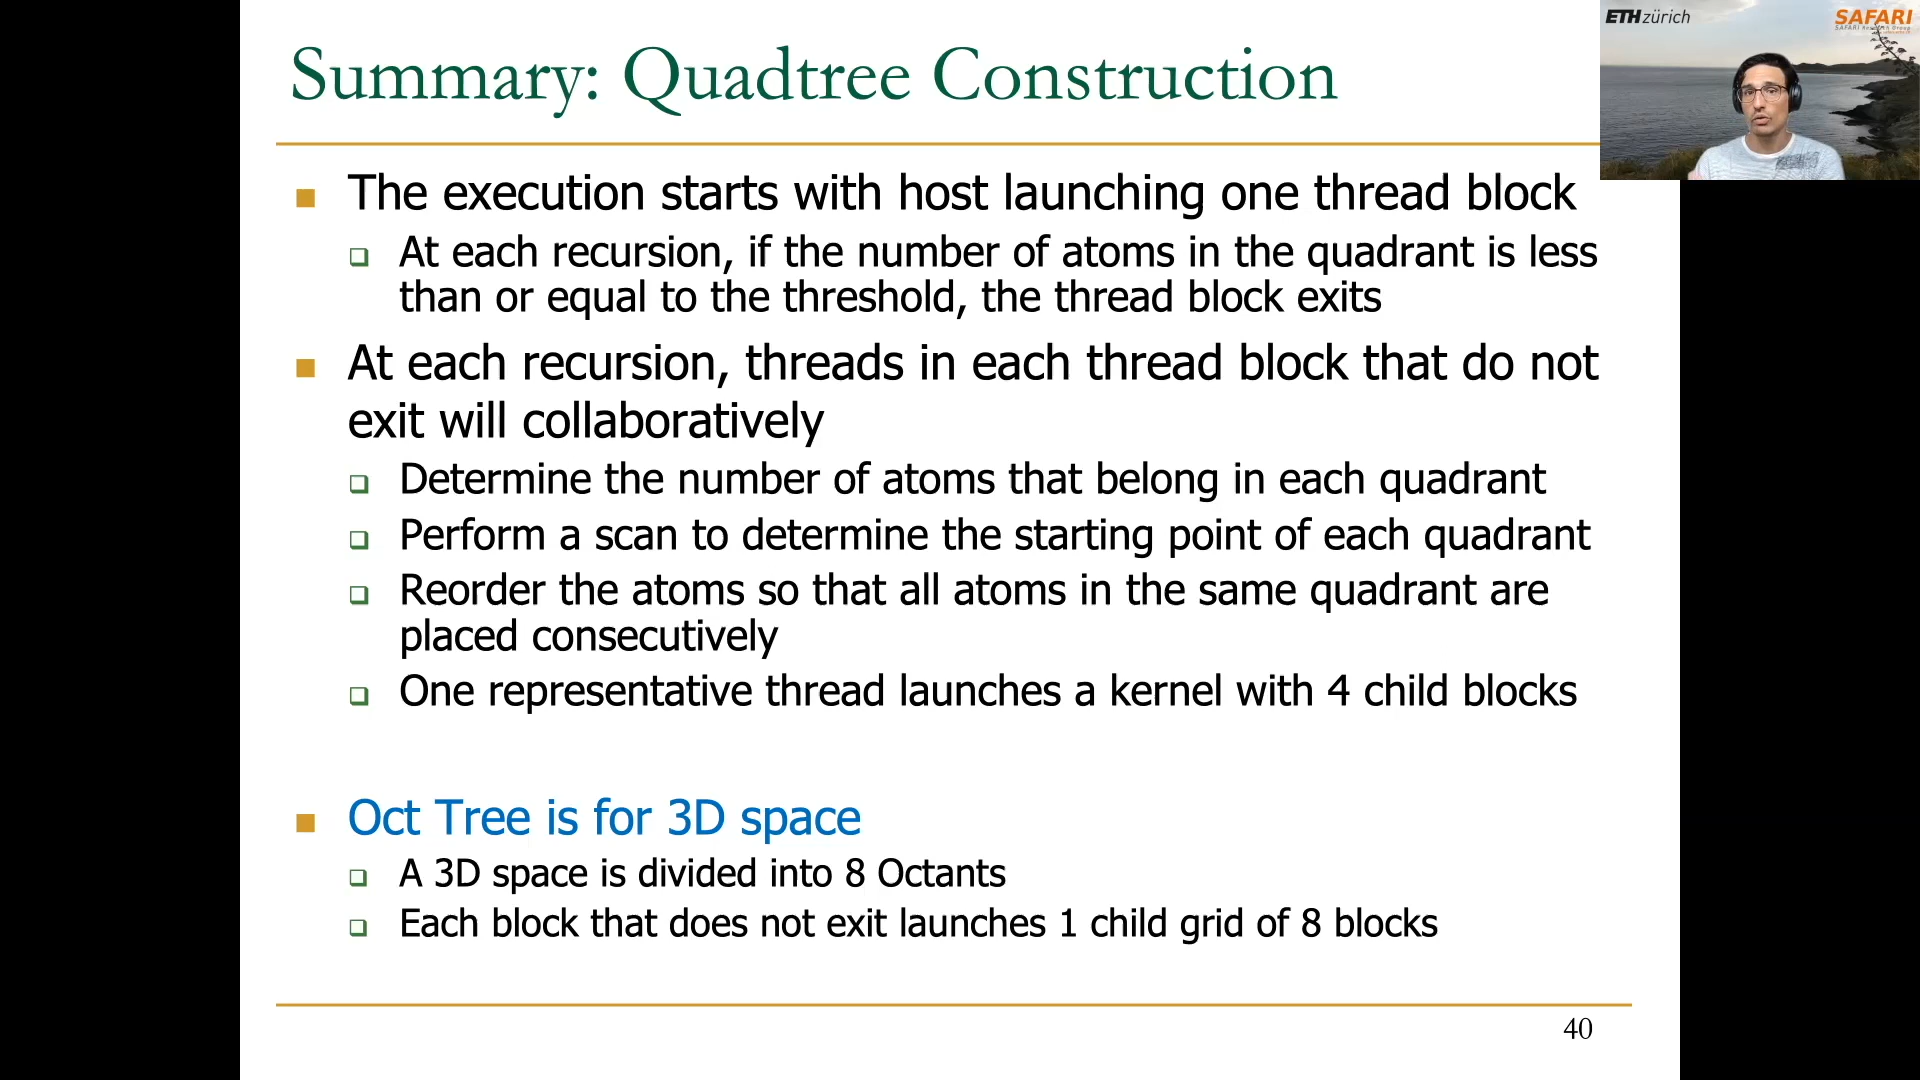 Summary: Quadtree Construction
ETH zürich
SAFARI
SAFARI Research Group
The execution starts with host launching one thread block
At each recursion, if the number of atoms in the quadrant is less
than or equal to the threshold, the thread block exits
At each recursion, threads in each thread block that do not
exit will collaboratively
Determine the number of atoms that belong in each quadrant
Perform a scan to determine the starting point of each quadrant
Reorder the atoms so that all atoms in the same quadrant are
placed consecutively
One representative thread launches a kernel with 4 child blocks
Oct Tree is for 3D space
A 3D space is divided into 8 Octants
Each block that does not exit launches 1 child grid of 8 blocks
40